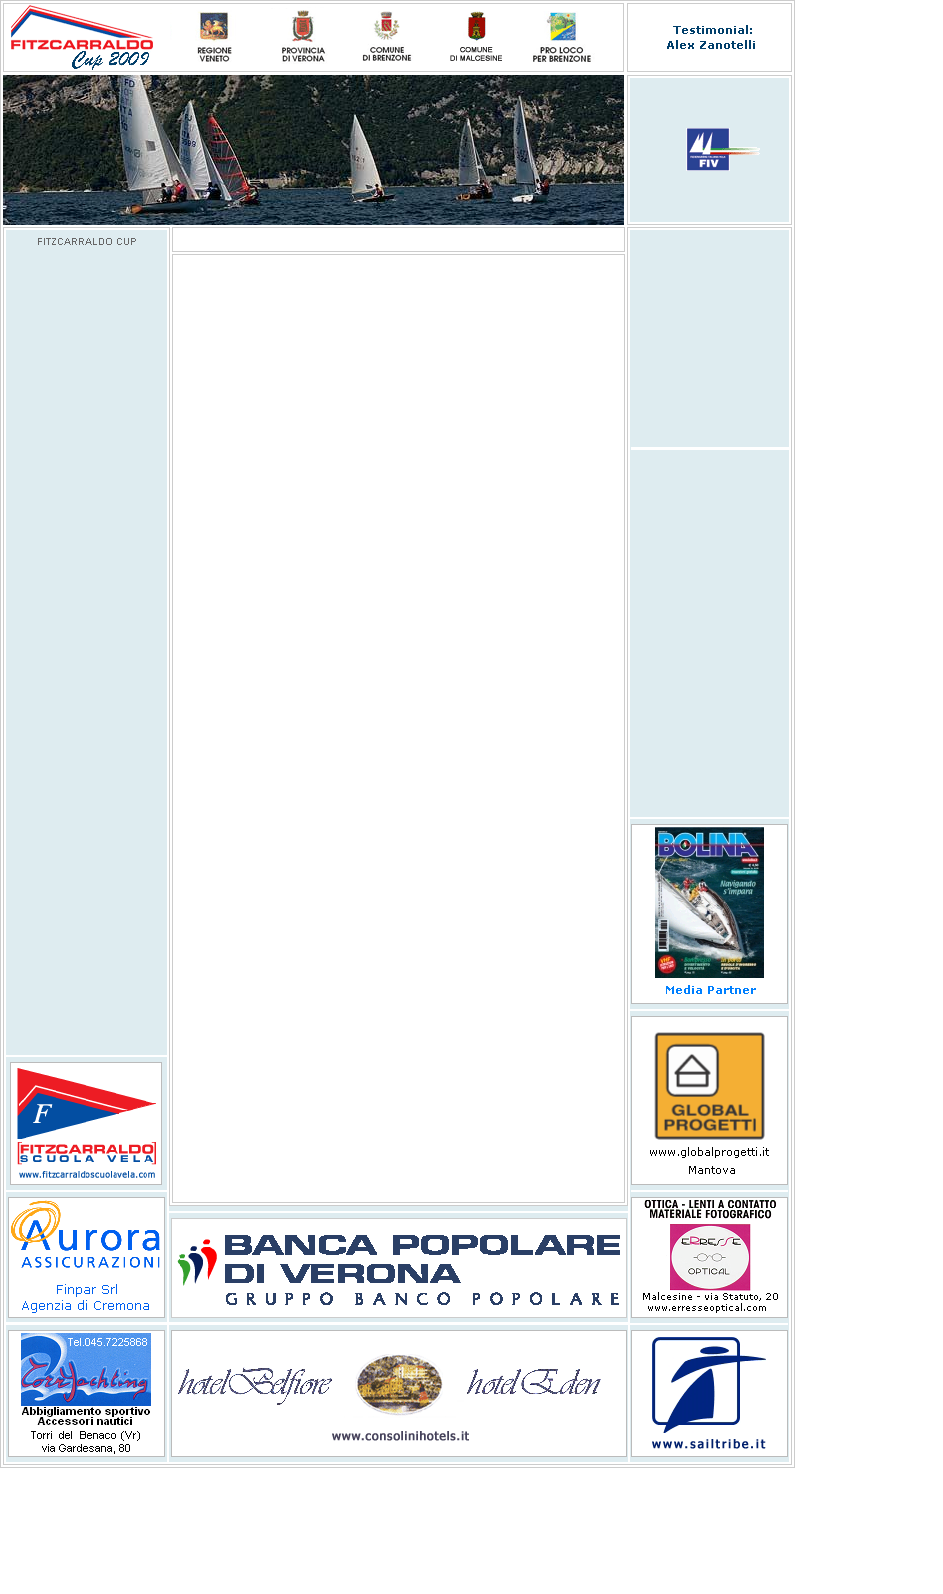 FITZCARRALDO
Cup 2009
REGIONE
VENETO
PROVINCIA
DI VERONA
COMUNE
DI BRENZONE
COMUNE
DI MALCESINE
PRO LOCO
PER BRENZONE
Testimonial:
Alex Zanotelli
FD
FIV
FITZCARRALDO CUP
BOLINA
Navigando
s'impara
Media Partner
F
FITZCARRALDO
SCUOLA VELA
www.fitzcarraldoscuolavela.com
GLOBAL
PROGETTI
www.globalprogetti.it
Mantova
Aurora
ASSICURAZIONI
Finpar Srl
Agenzia di Cremona
BANCA POPOLARE
DI VERONA
GRUPPO BANCO POPOLARE
OTTICA - LENTI A CONTATTO
MATERIALE FOTOGRAFICO
ERRESSE
OPTICAL
Malcesine - via Statuto, 20
www.erresseoptical.com
Tel.045.7225868
Torri Yachting
Abbigliamento sportivo
Accessori nautici
Torri del Benaco (Vr)
via Gardesana, 80
hotel Belfiore
hotel Eden
www.consolinihotels.it
www.sailtribe.it